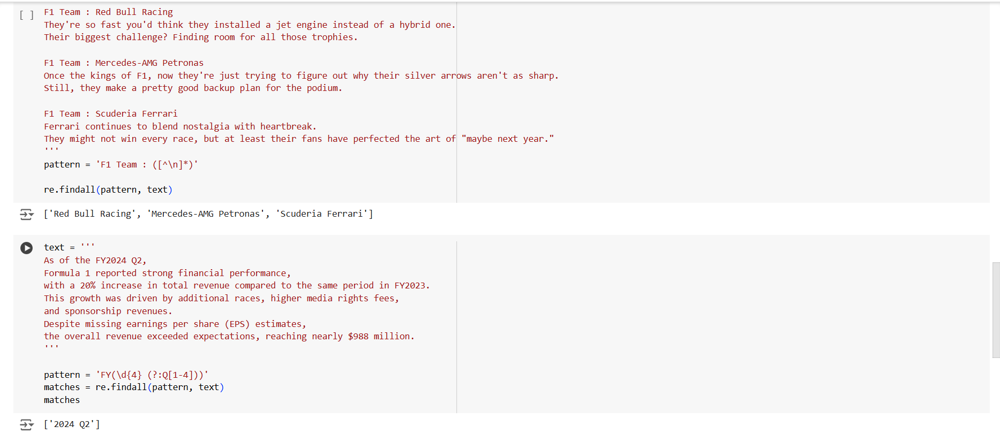 [ ] F1 Team : Red Bull Racing
They're so fast you'd think they installed a jet engine instead of a hybrid one.
Their biggest challenge? Finding room for all those trophies.
F1 Team : Mercedes-AMG Petronas
Once the kings of F1, now they're just trying to figure out why their silver arrows aren't as sharp.
Still, they make a pretty good backup plan for the podium.
F1 Team : Scuderia Ferrari
Ferrari continues to blend nostalgia with heartbreak.
They might not win every race, but at least their fans have perfected the art of "maybe next year."
'''
pattern = 'F1 Team : ([^\n]*)'
re.findall(pattern, text)
['Red Bull Racing', 'Mercedes-AMG Petronas', 'Scuderia Ferrari']
text = '''
As of the FY2024 Q2,
Formula 1 reported strong financial performance,
with a 20% increase in total revenue compared to the same period in FY2023.
This growth was driven by additional races, higher media rights fees,
and sponsorship revenues.
Despite missing earnings per share (EPS) estimates,
the overall revenue exceeded expectations, reaching nearly $988 million.
'''
pattern = 'FY(\d{4} (?:Q[1-4]))'
matches = re.findall(pattern, text)
matches
['2024 Q2']